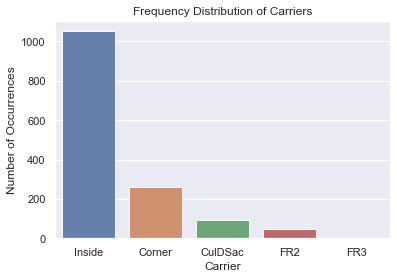 Frequency Distribution of Carriers
Number of Occurrences
1000
800
600
400
200
0
Inside Corner CulDSac FR2 FR3
Carrier